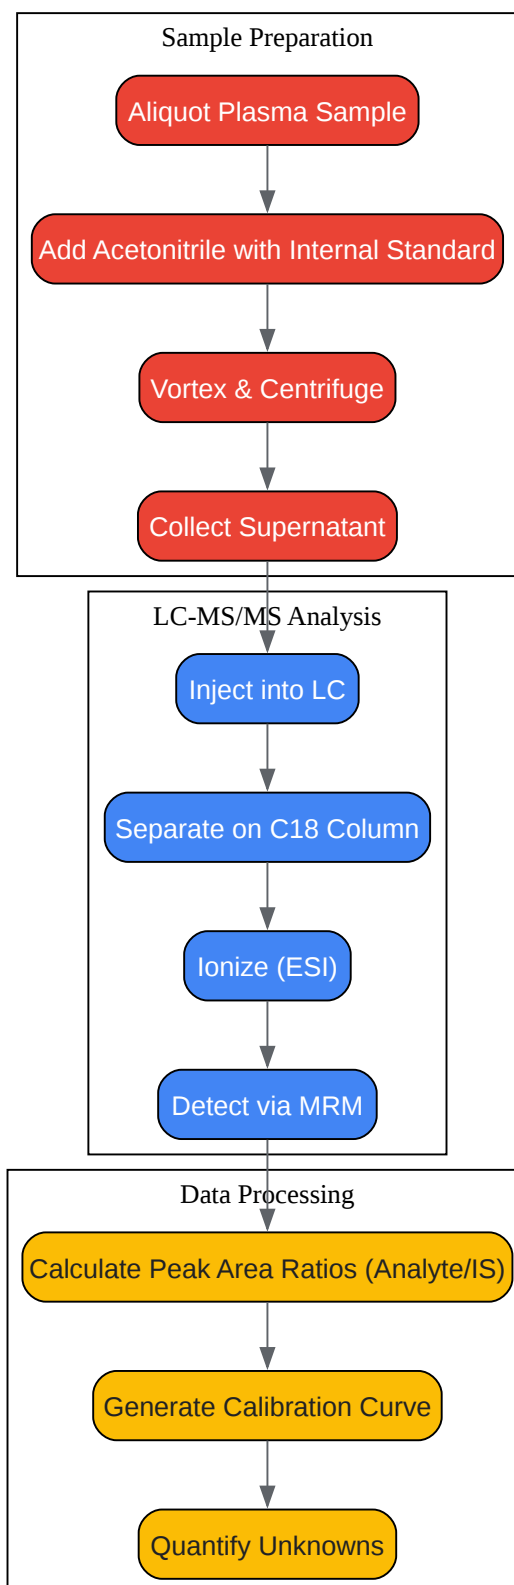 Sample Preparation
Aliquot Plasma Sample
Add Acetonitrile with Internal Standard
Vortex & Centrifuge
Collect Supernatant
LC-MS/MS Analysis
Inject into LC
Separate on C18 Column
Ionize (ESI)
Detect via MRM
Data Processing
Calculate Peak Area Ratios (Analyte/IS)
Generate Calibration Curve
Quantify Unknowns